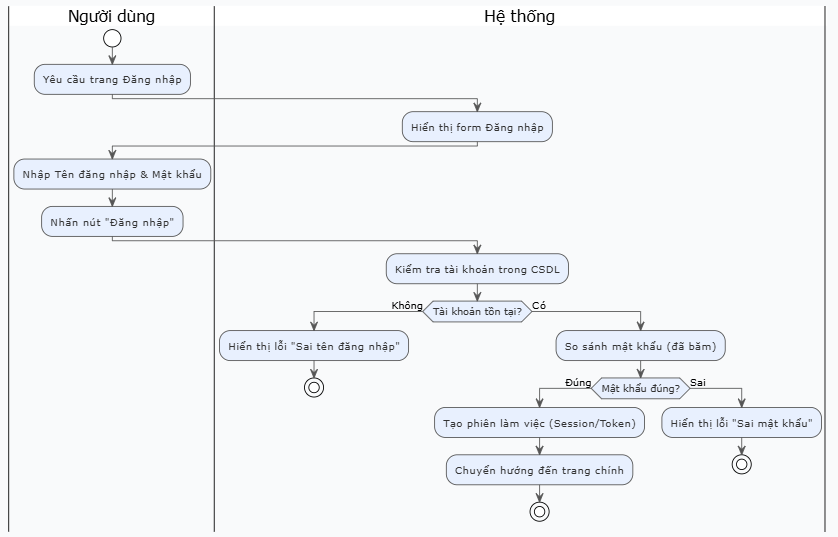 Người dùng
Hệ thống
Yêu cầu trang Đăng nhập
Hiển thị form Đăng nhập
Nhập Tên đăng nhập & Mật khẩu
Nhấn nút "Đăng nhập"
Kiểm tra tài khoản trong CSDL
Không
Tài khoản tồn tại?
Có
Hiển thị lỗi "Sai tên đăng nhập"
So sánh mật khẩu (đã băm)
Đúng
Mật khẩu đúng?
Sai
Tạo phiên làm việc (Session/Token)
Hiển thị lỗi "Sai mật khẩu"
Chuyển hướng đến trang chính